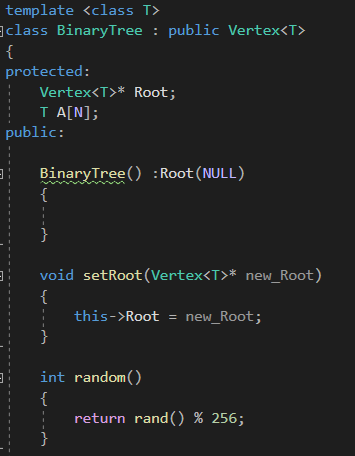 template <class T>
class BinaryTree : public Vertex<T>
{
protected:
Vertex<T>* Root;
T A[N];
public:
BinaryTree() :Root(NULL)
{
}
void setRoot(Vertex<T>* new_Root)
{
this->Root = new_Root;
}
int random()
{
return rand() % 256;
}